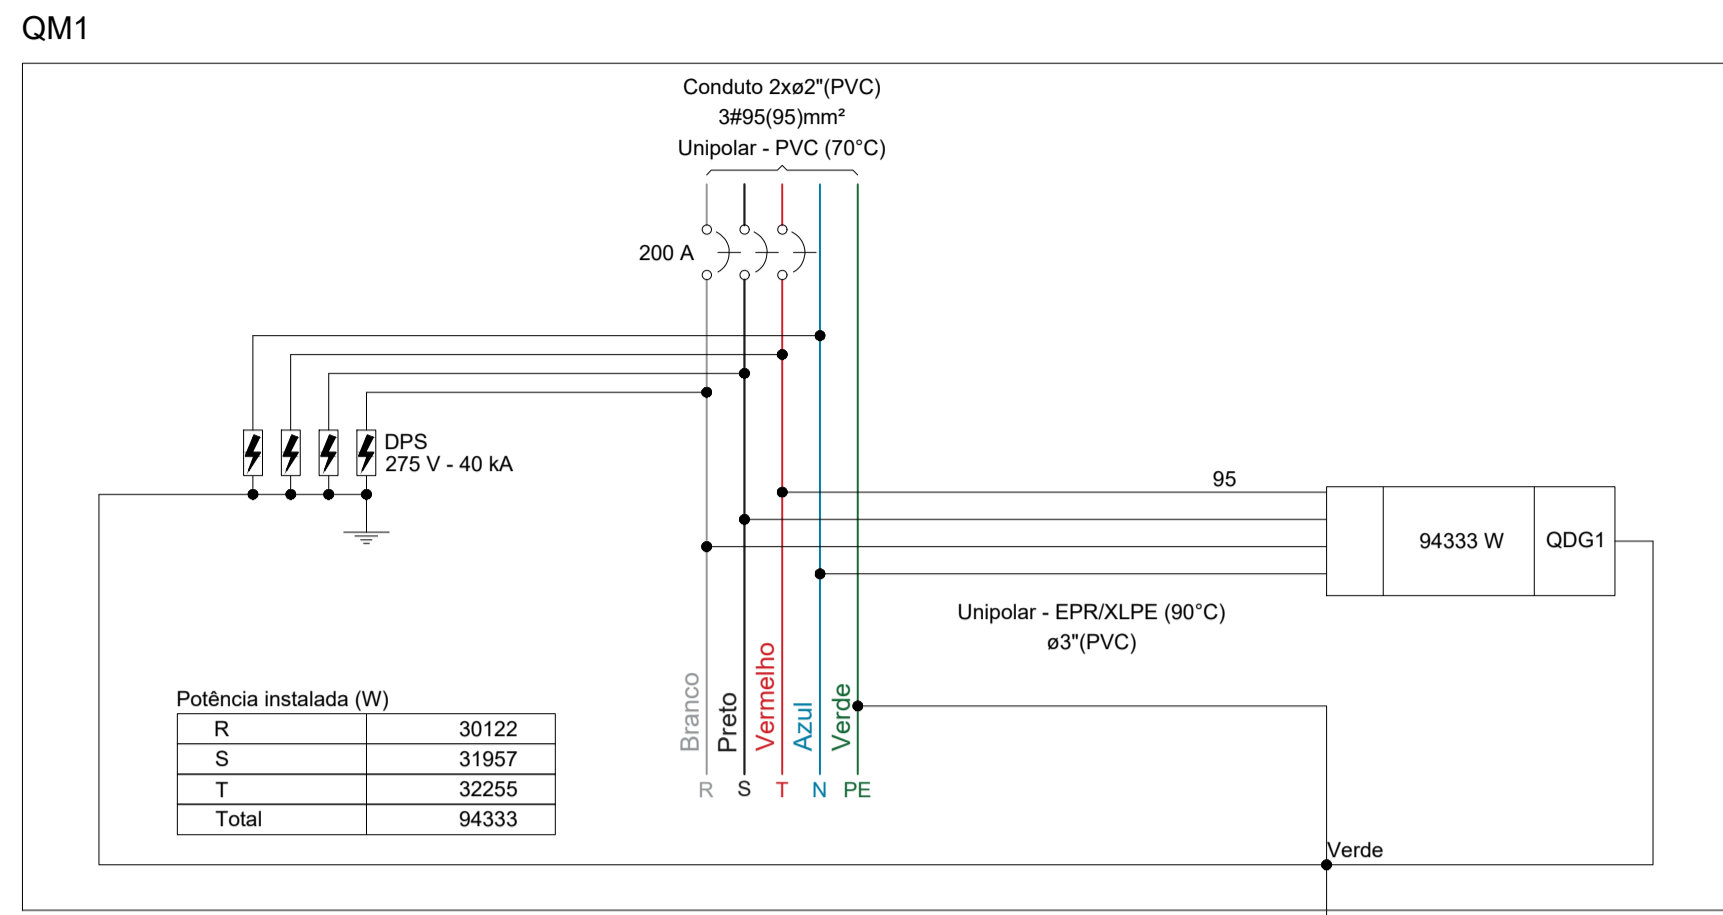 QM1
Conduto 2xø2"(PVC)
3#95(95)mm²
Unipolar - PVC (70°C)
200 A
DPS
275 V - 40 kA
95
94333 W
QDG1
Unipolar - EPR/XLPE (90°C)
ø3"(PVC)
Branco
Preto
Vermelho
Azul
Verde
R S T N PE
Potência instalada (W)
R 30122
S 31957
T 32255
Total 94333
Verde